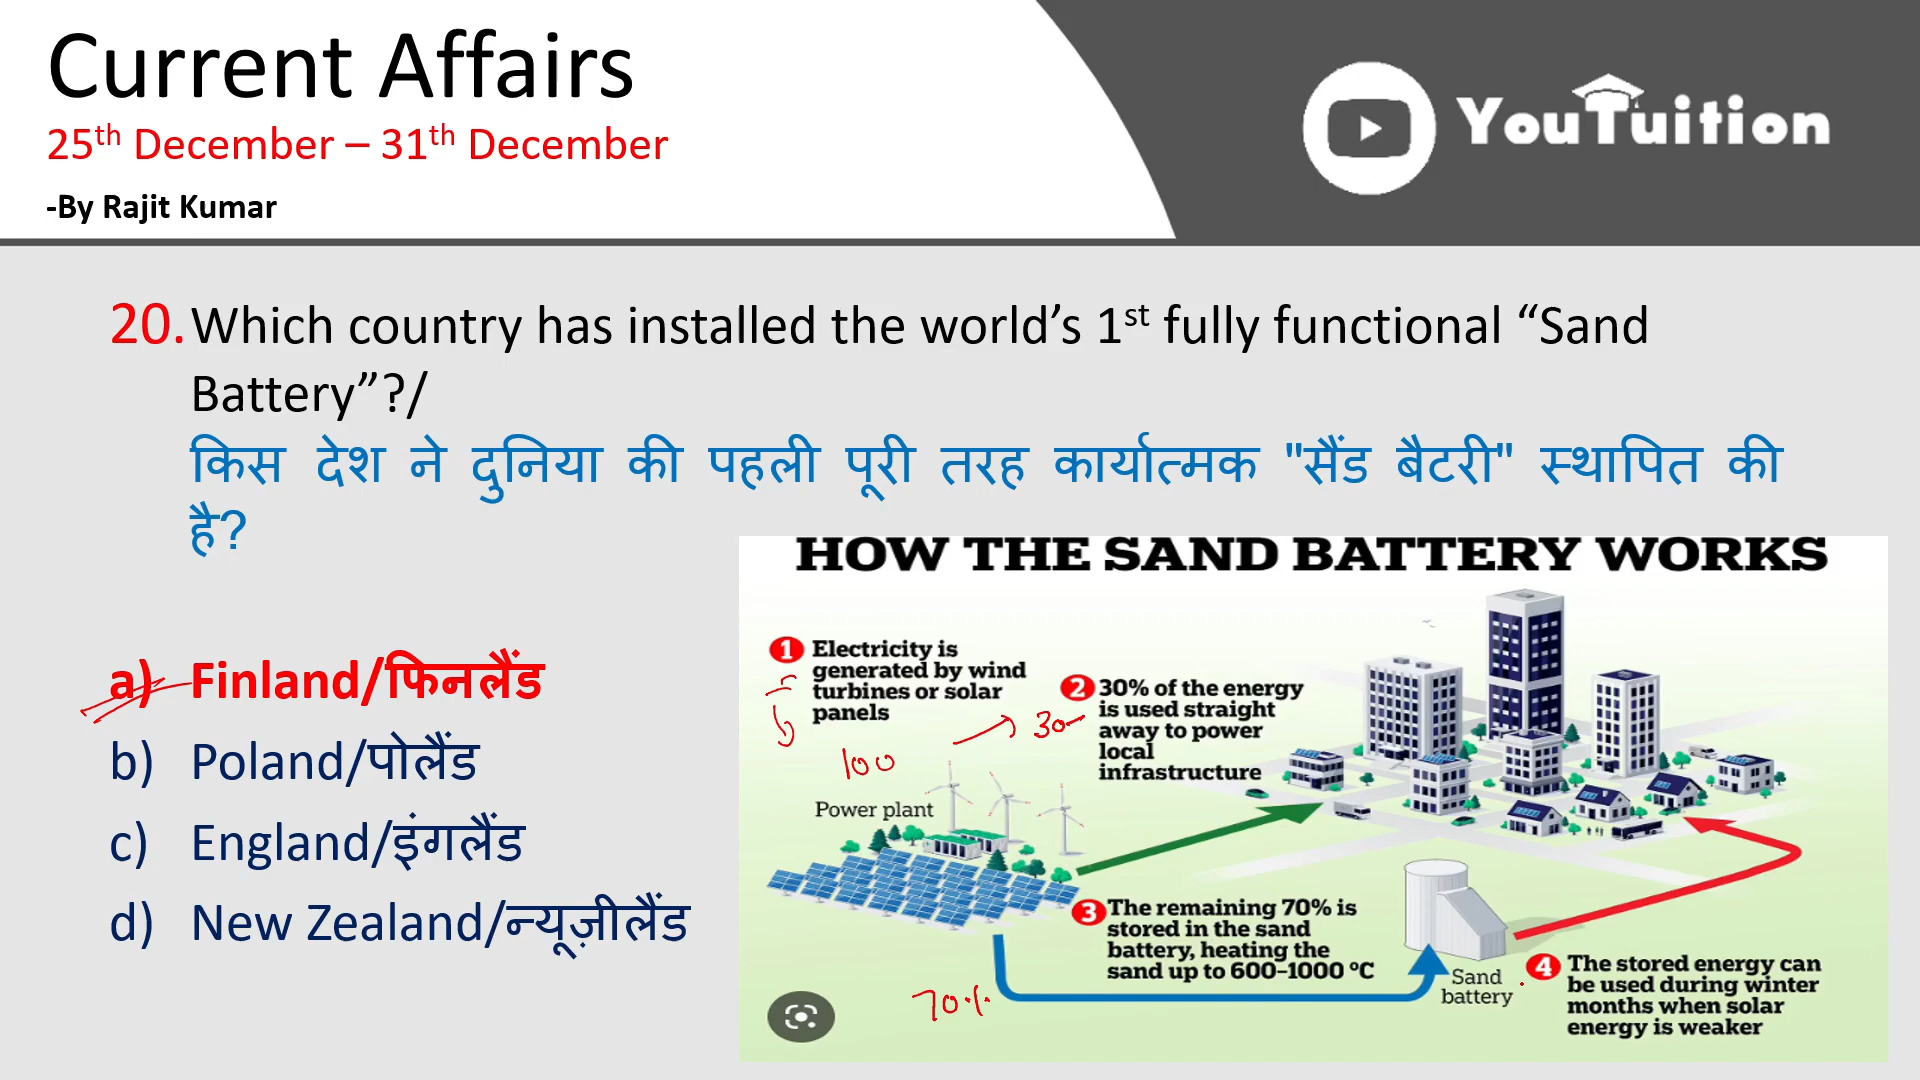 Current Affairs
25th December – 31th December
-By Rajit Kumar
YouTuition
20. Which country has installed the world’s 1st fully functional “Sand
Battery”?/
किस देश ने दुनिया की पहली पूरी तरह कार्यात्मक "सैंड बैटरी" स्थापित की
है?
a) Finland/फिनलैंड
b) Poland/पोलैंड
c) England/इंगलैंड
d) New Zealand/न्यूज़ीलैंड
HOW THE SAND BATTERY WORKS
1 Electricity is
generated by wind
turbines or solar
panels
100
30
2 30% of the energy
is used straight
away to power
local
infrastructure
Power plant
3 The remaining 70% is
stored in the sand
battery, heating the
sand up to 600-1000 ºC
70%
Sand
battery
4 The stored energy can
be used during winter
months when solar
energy is weaker